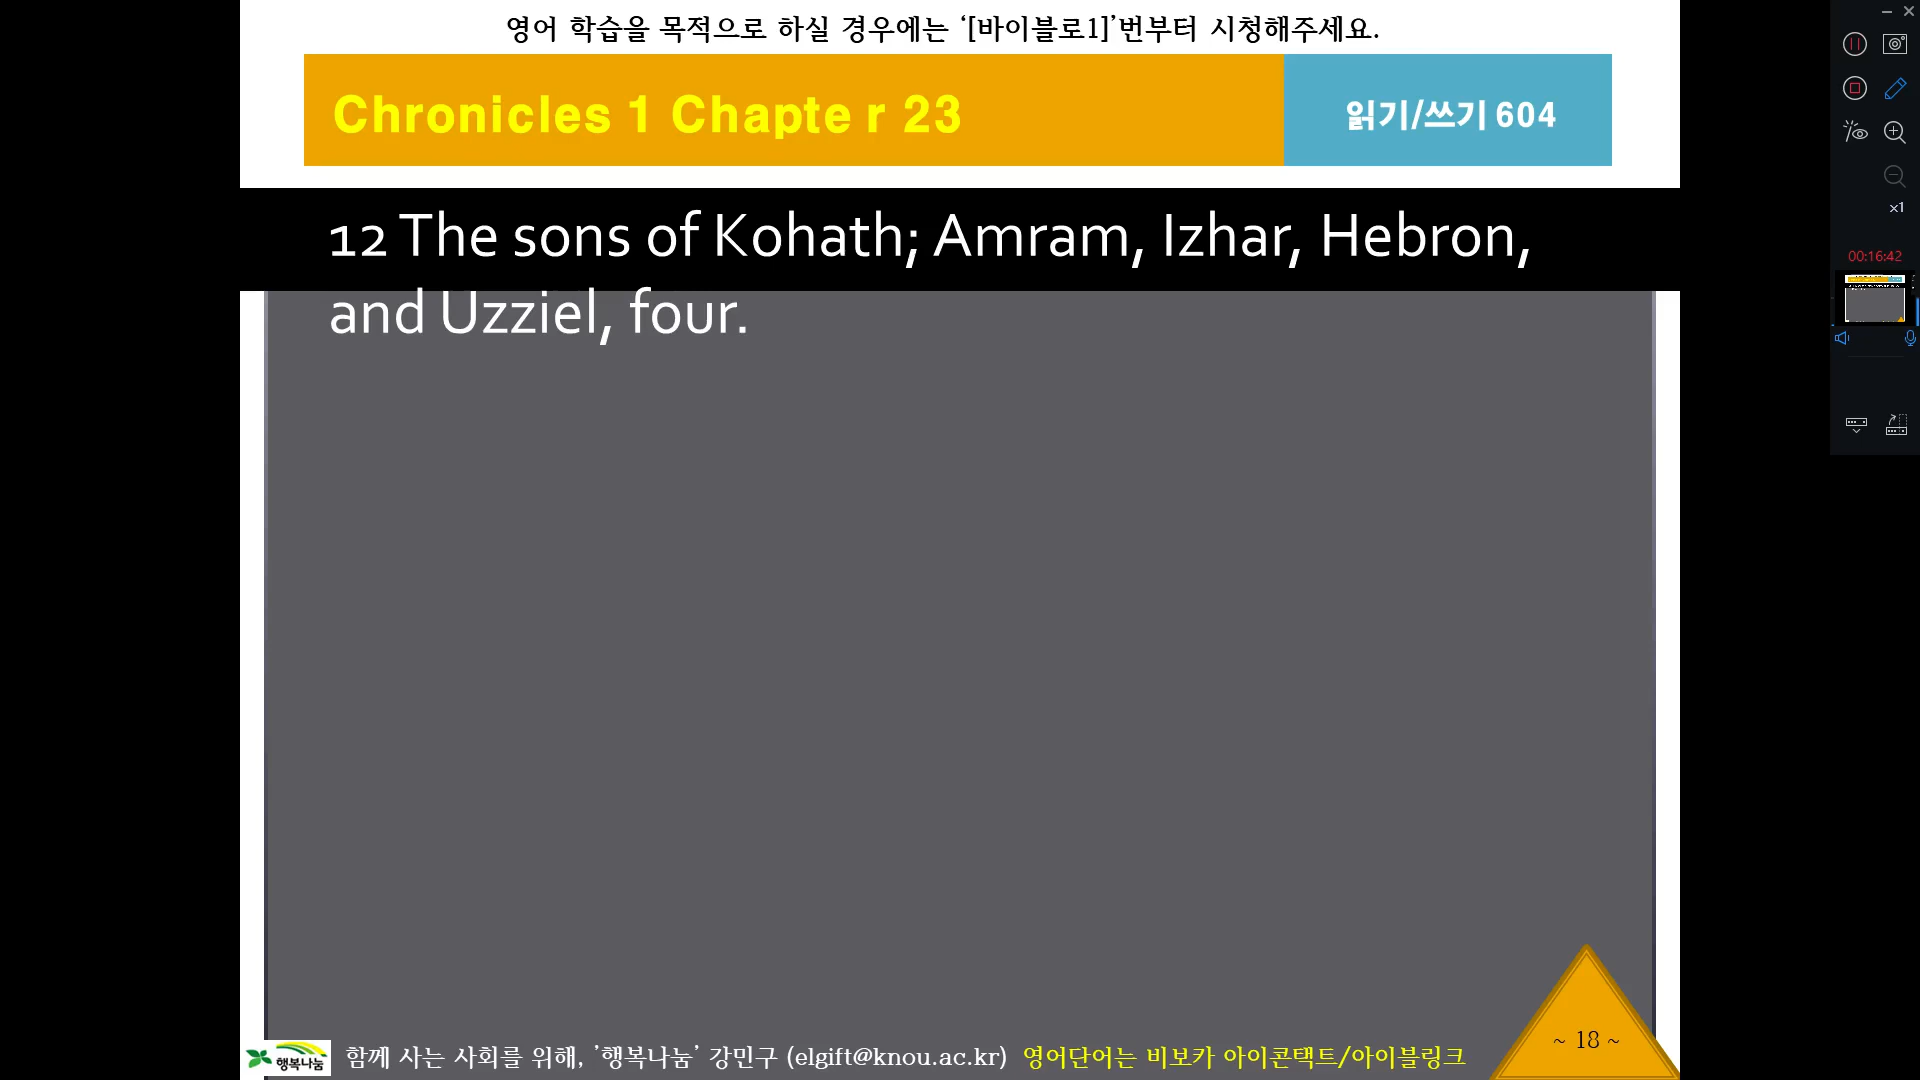 영어 학습을 목적으로 하실 경우에는 ‘[바이블로1]’번부터 시청해주세요.
Chronicles 1 Chapte r 23
읽기/쓰기 604
12 The sons of Kohath; Amram, Izhar, Hebron,
and Uzziel, four.
x1
00:16:42
~ 18 ~
행복나눔
함께 사는 사회를 위해, ’행복나눔’ 강민구 (elgift@knou.ac.kr) 영어단어는 비보카 아이콘택트/아이블링크